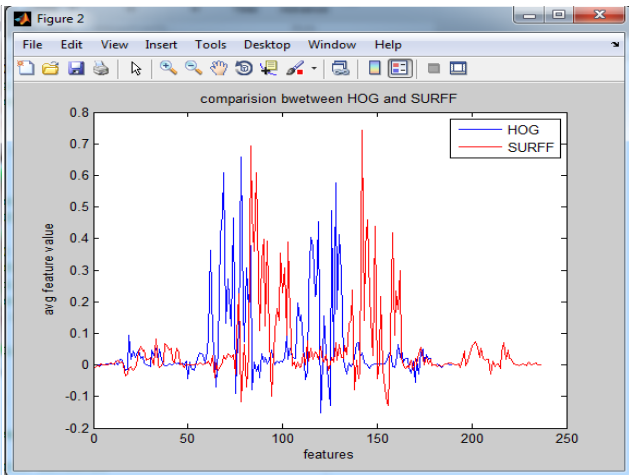 Figure 2
File Edit View Insert Tools Desktop Window Help
comparision bwetween HOG and SURFF
HOG
SURFF
avg feature value
0.8
0.7
0.6
0.5
0.4
0.3
0.2
0.1
0
-0.1
-0.2
0 50 100 150 200 250
features